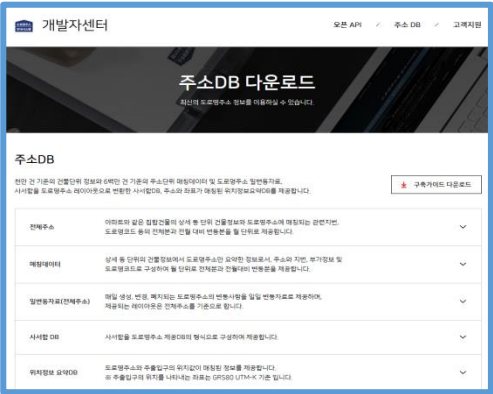 개발자센터
오픈 API / 주소 DB / 고객지원
주소DB 다운로드
최신의 도로명주소 정보를 이용하실 수 있습니다.
주소DB
천만 건 기준의 건물단위 정보와 6백만 건 기준의 주소단위 매핑데이터 및 도로명주소 일변동자료,
사서함을 도로명주소 레이아웃으로 변환한 사서함DB, 주소와 좌표가 매핑된 위치정보요약DB를 제공합니다.
구축가이드 다운로드
전체주소
아파트와 같은 집합건물의 상세 동 단위 건물정보와 도로명주소에 매칭되는 관련지번,
도로명코드 등의 전체분과 전월 대비 변동분을 월 단위로 제공합니다.
매핑데이터
상세 동 단위의 건물정보에서 도로명주소만 요약한 정보로서, 주소와 지번, 부가정보 및
도로명코드로 구성하여 월 단위로 전체분과 전월대비 변동분을 제공합니다.
일변동자료(전체주소)
매일 생성, 변경, 폐지되는 도로명주소의 변동사항을 일일 변동자료로 제공하며,
제공되는 레이아웃은 전체주소를 기준으로 합니다.
사서함 DB
사서함을 도로명주소 제공DB의 형식으로 구성하여 제공합니다.
위치정보 요약DB
도로명주소와 주출입구의 위치값이 매핑된 정보를 제공합니다.
※ 주출입구의 위치를 나타내는 좌표는 GRS80 UTM-K 기준 입니다.